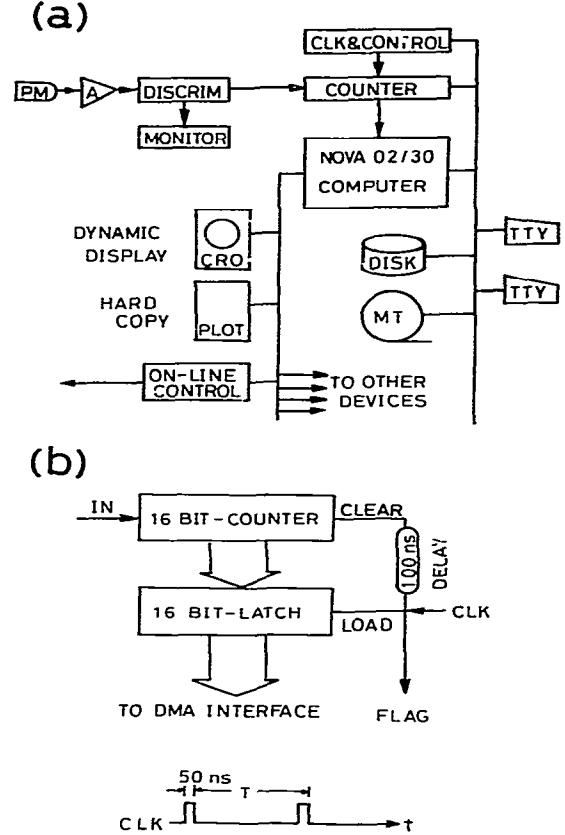 (a)
CLK&CONTROL
PM
A
DISCRIM
COUNTER
MONITOR
NOVA 02/30
COMPUTER
DYNAMIC
DISPLAY
CRO
DISK
TTY
HARD
COPY
PLOT
MT
TTY
ON-LINE
CONTROL
TO OTHER
DEVICES
(b)
IN
16 BIT-COUNTER
CLEAR
100 ns
DELAY
16 BIT-LATCH
LOAD
CLK
TO DMA INTERFACE
FLAG
50 ns
T
CLK
t